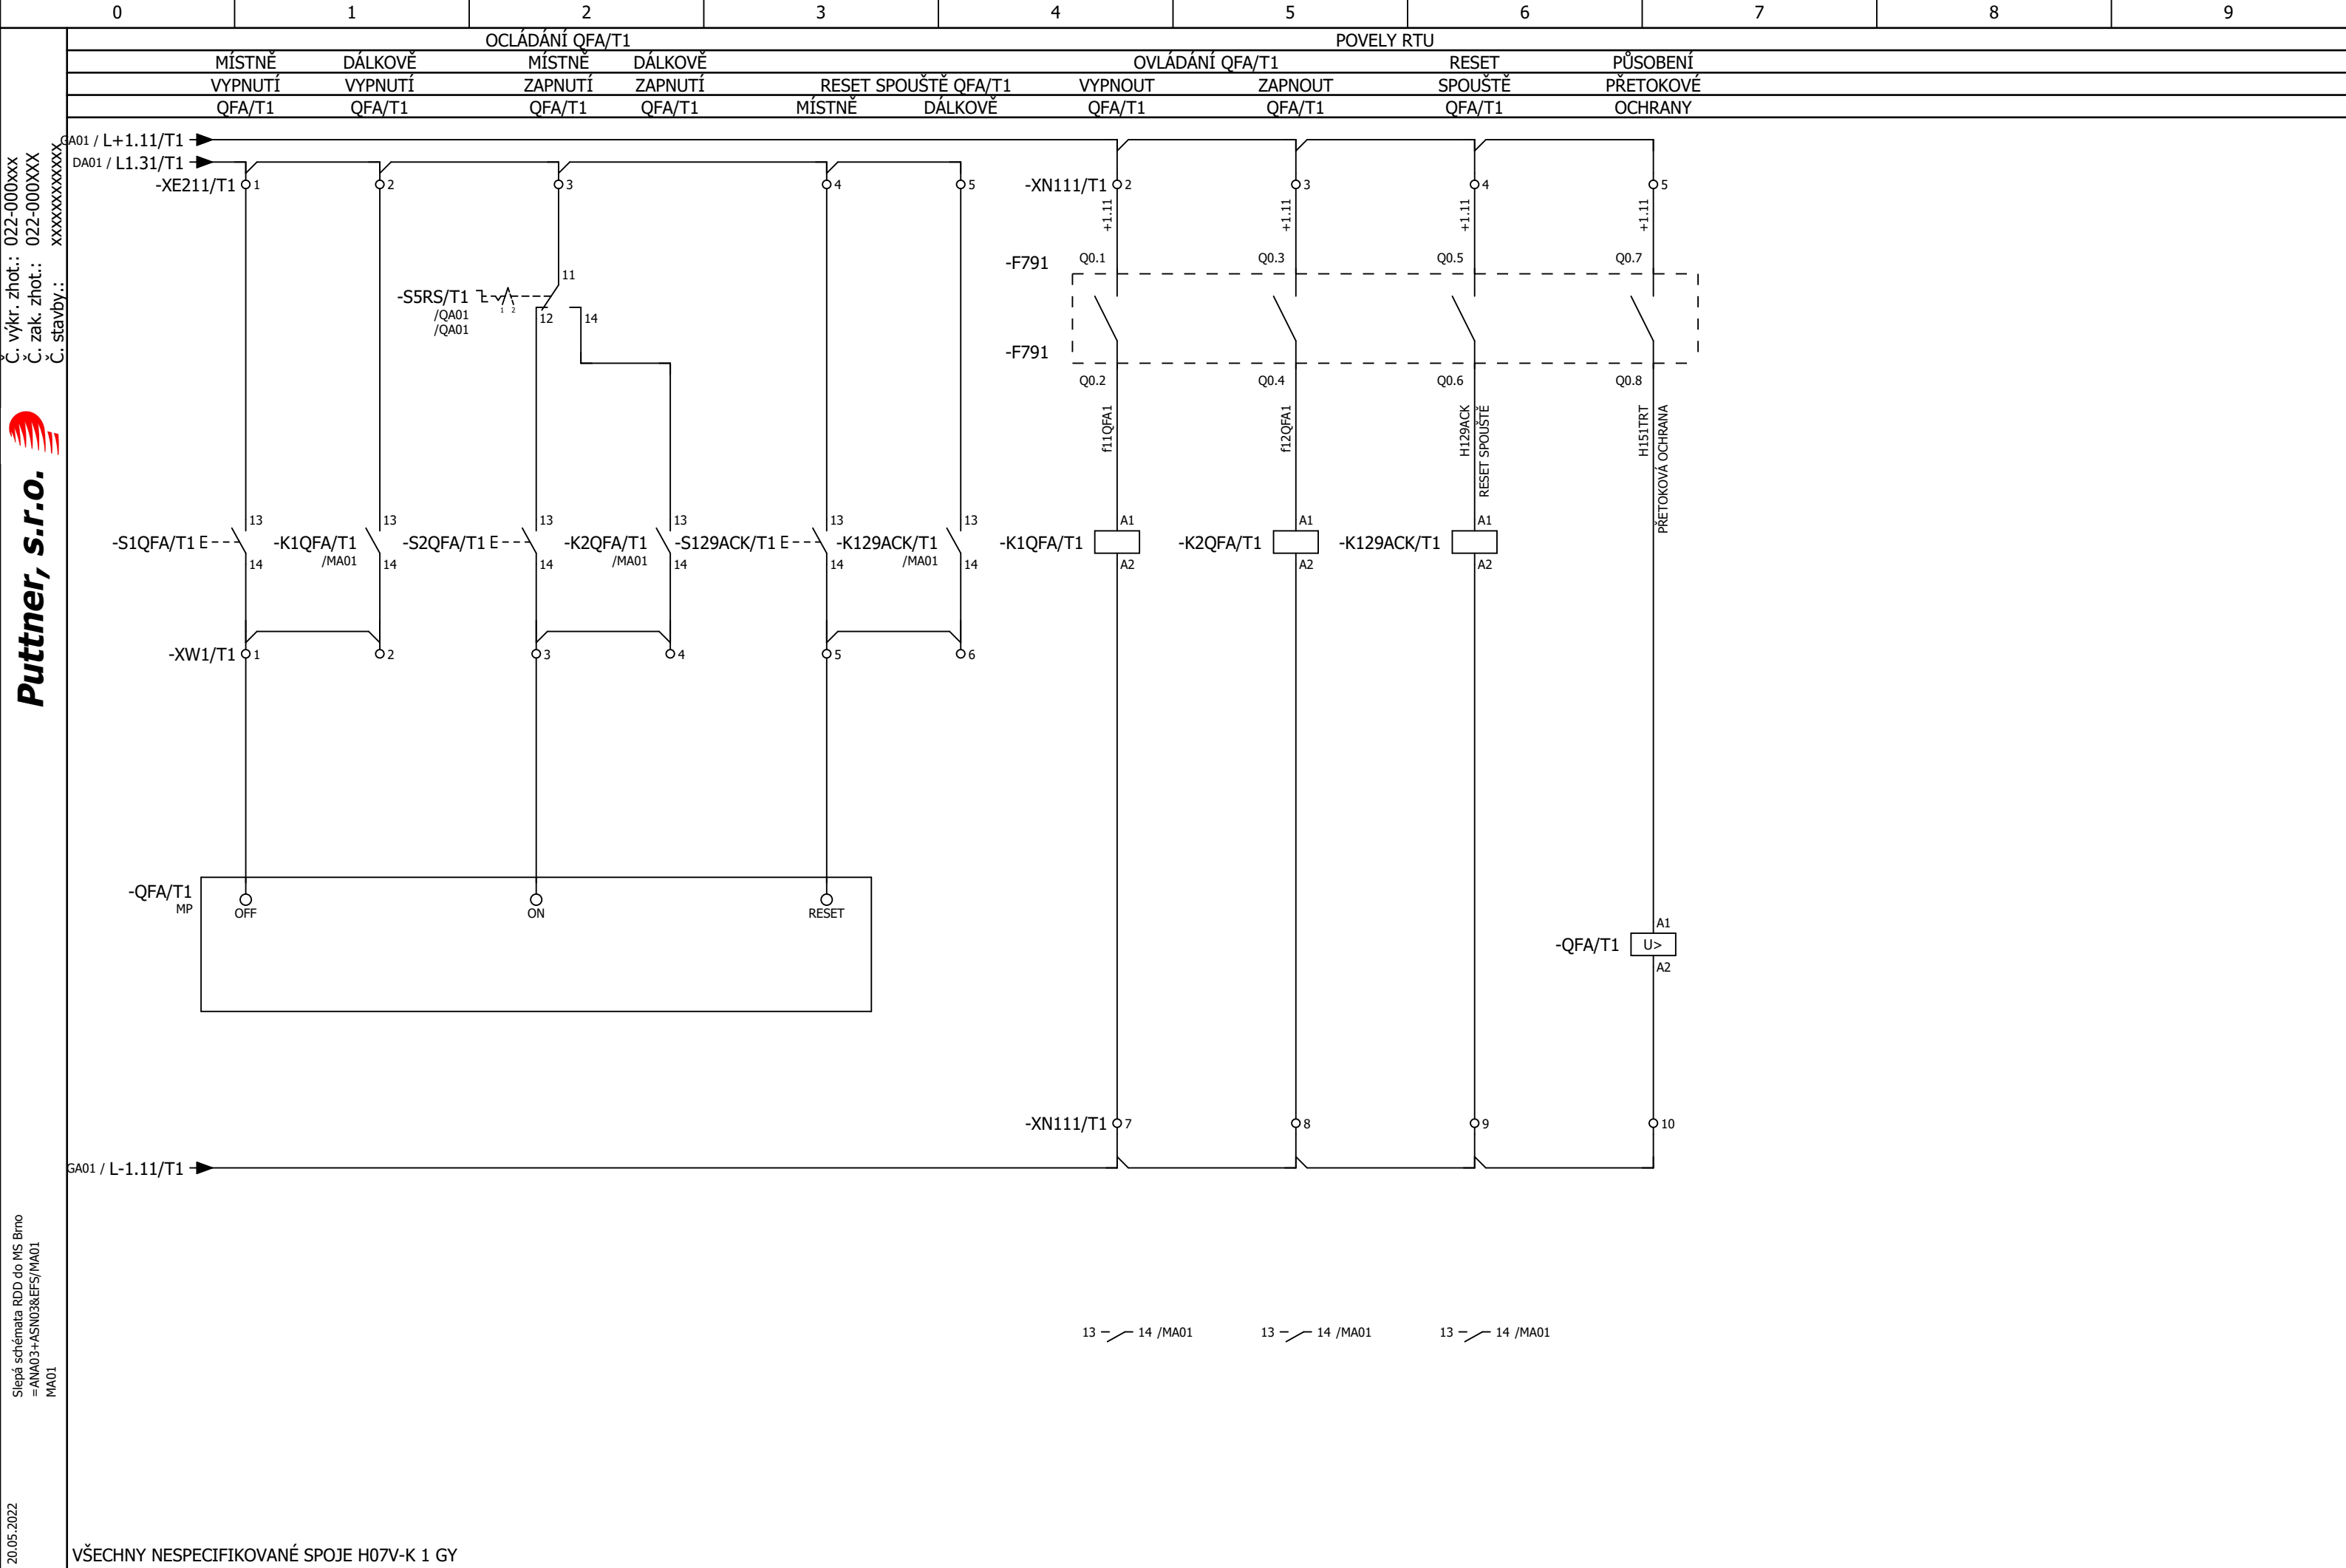 0 1 2 3 4 5 6 7 8 9
OCLÁDÁNÍ QFA/T1 POVELY RTU
MÍSTNĚ DÁLKOVĚ MÍSTNĚ DÁLKOVĚ OVLÁDÁNÍ QFA/T1 RESET PŮSOBENÍ
VYPNUTÍ VYPNUTÍ ZAPNUTÍ ZAPNUTÍ RESET SPOUŠTĚ QFA/T1 VYPNOUT ZAPNOUT SPOUŠTĚ PŘETOKOVÉ
QFA/T1 QFA/T1 QFA/T1 QFA/T1 MÍSTNĚ DÁLKOVĚ QFA/T1 QFA/T1 QFA/T1 OCHRANY
GA01 / L+1.11/T1
DA01 / L1.31/T1
-XE211/T1 1 2 3 4 5 -XN111/T1 2 3 4 5
+1.11 +1.11 +1.11 +1.11
-F791 Q0.1 Q0.3 Q0.5 Q0.7
11
-S5RS/T1
1 2
/QA01
/QA01
12 14
-F791
Q0.2 Q0.4 Q0.6 Q0.8
f11QFA1 f12QFA1 H129ACK RESET SPOUŠTĚ H151TRT PŘETOKOVÁ OCHRANA
13 13 13 13 13 13 A1 A1 A1
-S1QFA/T1 E -K1QFA/T1 -S2QFA/T1 E -K2QFA/T1 -S129ACK/T1 E -K129ACK/T1 -K1QFA/T1 -K2QFA/T1 -K129ACK/T1
/MA01 /MA01 /MA01
14 14 14 14 14 14 A2 A2 A2
-XW1/T1 1 2 3 4 5 6
-QFA/T1
MP
OFF ON RESET
A1
-QFA/T1 U>
A2
-XN111/T1 7 8 9 10
GA01 / L-1.11/T1
13 14 /MA01 13 14 /MA01 13 14 /MA01
VŠECHNY NESPECIFIKOVANÉ SPOJE H07V-K 1 GY
Č. výkr. zhot.: 022-000xxx
Č. zak. zhot.: 022-000XXX
Č. stavby.: xxxxxxxxxxxx
Puttner, s.r.o.
Slepá schémata RDD do MS Brno
=ANA03+ASN03&EFS/MA01
MA01
20.05.2022